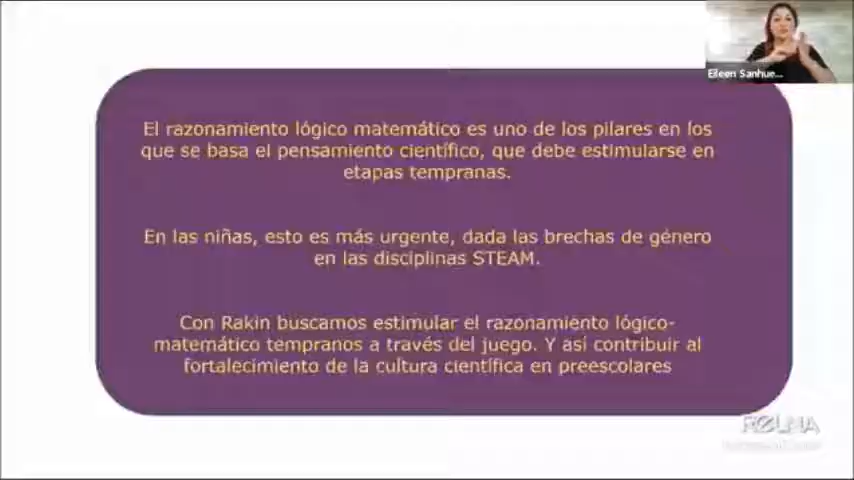 Eileen Sanhue...
El razonamiento lógico matemático es uno de los pilares en los
que se basa el pensamiento científico, que debe estimularse en
etapas tempranas.
En las niñas, esto es más urgente, dada las brechas de género
en las disciplinas STEAM.
Con Rakin buscamos estimular el razonamiento lógico-
matemático tempranos a través del juego. Y así contribuir al
fortalecimiento de la cultura científica en preescolares